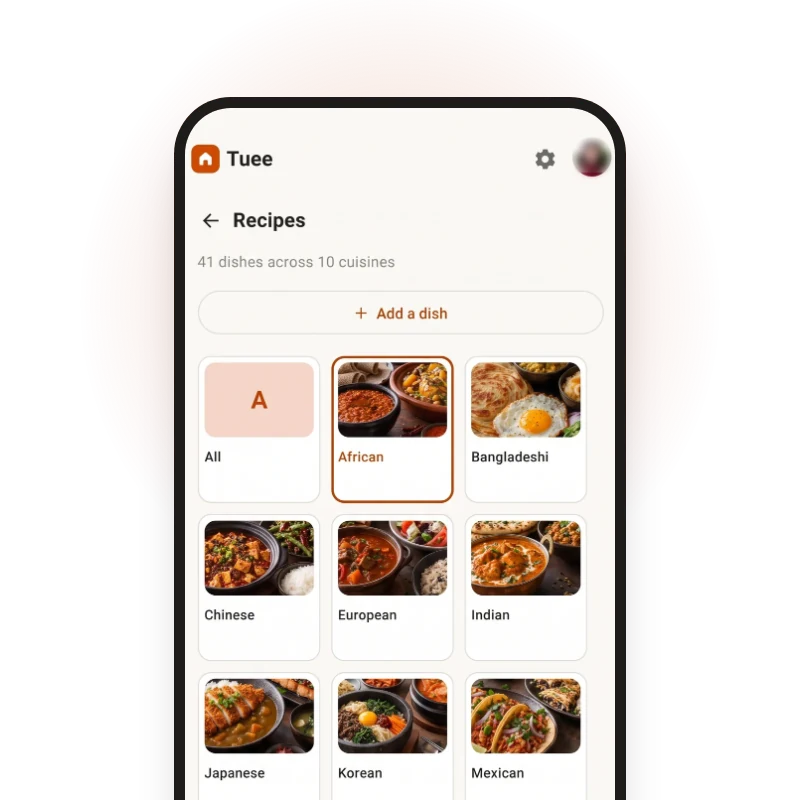 Tuee
Recipes
41 dishes across 10 cuisines
+ Add a dish
A
All
African
Bangladeshi
Chinese
European
Indian
Japanese
Korean
Mexican